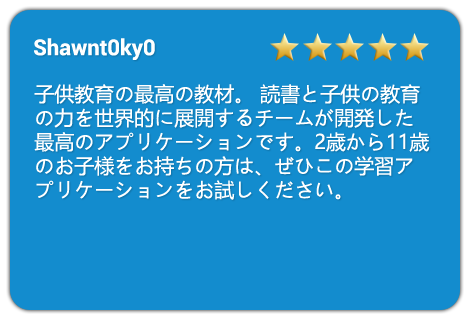 Shawnt0ky0
子供教育の最高の教材。 読書と子供の教育
の力を世界的に展開するチームが開発した
最高のアプリケーションです。2歳から11歳
のお子様をお持ちの方は、ぜひこの学習ア
プリケーションをお試しください。